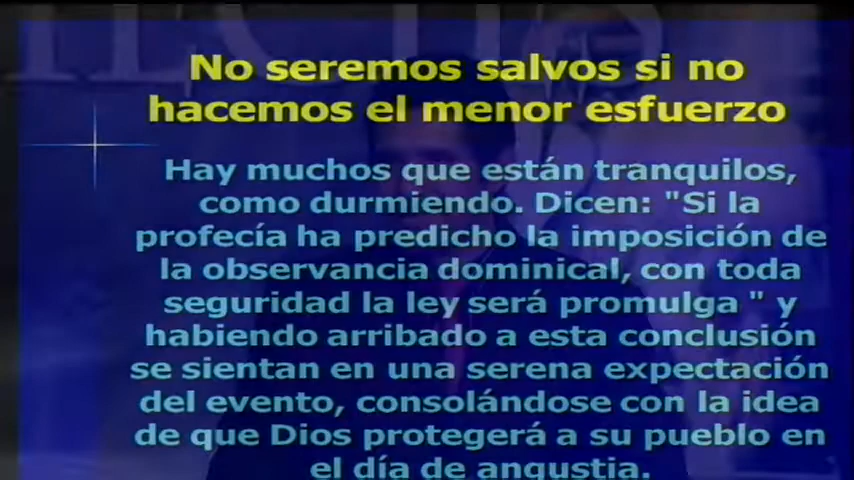 No seremos salvos si no
hacemos el menor esfuerzo
Hay muchos que están tranquilos,
como durmiendo. Dicen: "Si la
profecía ha predicho la imposición de
la observancia dominical, con toda
seguridad la ley será promulga " y
habiendo arribado a esta conclusión
se sientan en una serena expectación
del evento, consolándose con la idea
de que Dios protegerá a su pueblo en
el día de angustia.